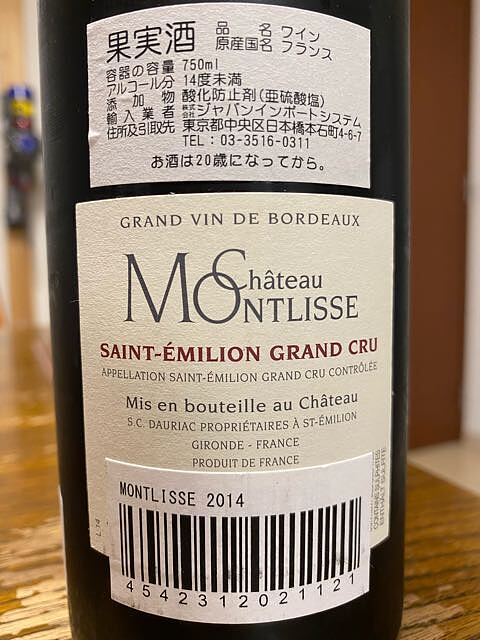 果実酒
品名 ワイン
原産国名 フランス
容器の容量 750ml
アルコール分 14度未満
添加物 酸化防止剤(亜硫酸塩)
輸入業者 株式会社ジャパンインポートシステム
住所及引取先 東京都中央区日本橋本石町4-6-7
TEL:03-3516-0311
お酒は20歳になってから。
GRAND VIN DE BORDEAUX
Château
MONTLISSE
SAINT-ÉMILION GRAND CRU
APPELLATION SAINT-ÉMILION GRAND CRU CONTRÔLÉE
Mis en bouteille au Château
S.C. DAURIAC PROPRIÉTAIRES À ST-ÉMILION
GIRONDE - FRANCE
PRODUIT DE FRANCE
CONTAINS SULPHITES
ENTHÄLT SULFITE
L.14
MONTLISSE 2014
4542312021121